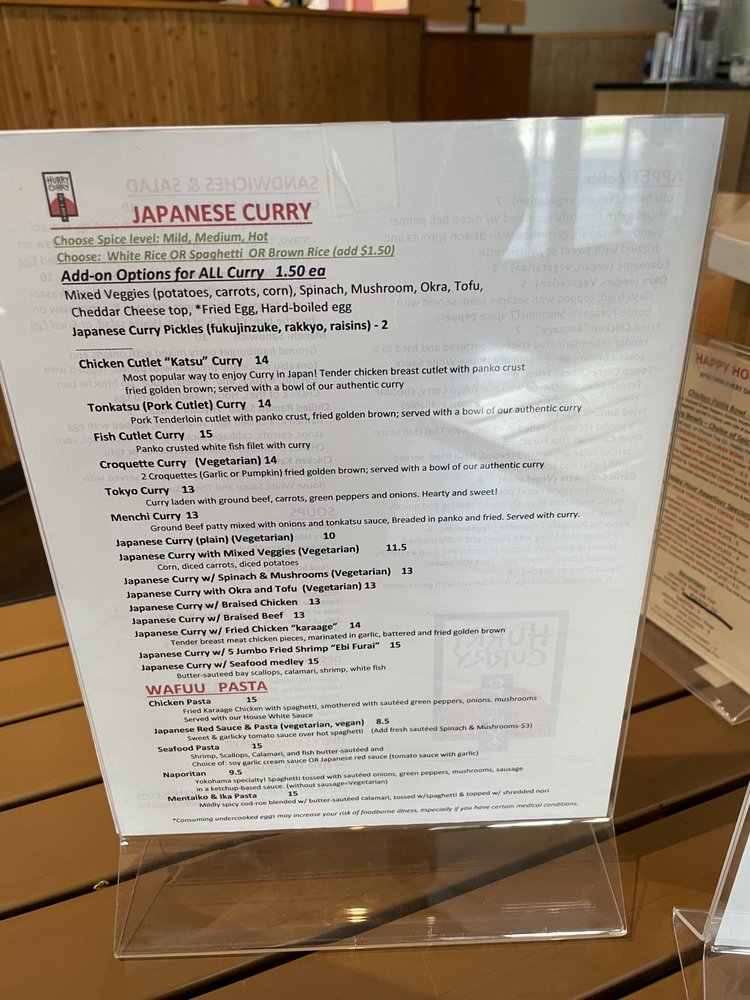 HURRY
CURRY
JAPANESE CURRY
Choose Spice level: Mild, Medium, Hot
Choose: White Rice OR Spaghetti OR Brown Rice (add $1.50)
Add-on Options for ALL Curry 1.50 ea
Mixed Veggies (potatoes, carrots, corn), Spinach, Mushroom, Okra, Tofu,
Cheddar Cheese top, *Fried Egg, Hard-boiled egg
Japanese Curry Pickles (fukujinzuke, rakkyo, raisins) - 2
Chicken Cutlet “Katsu” Curry 14
Most popular way to enjoy Curry in Japan! Tender chicken breast cutlet with panko crust
fried golden brown; served with a bowl of our authentic curry
Tonkatsu (Pork Cutlet) Curry 14
Pork Tenderloin cutlet with panko crust, fried golden brown; served with a bowl of our authentic curry
Fish Cutlet Curry 15
Panko crusted white fish filet with curry
Croquette Curry (Vegetarian) 14
2 Croquettes (Garlic or Pumpkin) fried golden brown; served with a bowl of our authentic curry
Tokyo Curry 13
Curry laden with ground beef, carrots, green peppers and onions. Hearty and sweet!
Menchi Curry 13
Ground Beef patty mixed with onions and tonkatsu sauce, Breaded in panko and fried. Served with curry.
Japanese Curry (plain) (Vegetarian) 10
Japanese Curry with Mixed Veggies (Vegetarian) 11.5
Corn, diced carrots, diced potatoes
Japanese Curry w/ Spinach & Mushrooms (Vegetarian) 13
Japanese Curry with Okra and Tofu (Vegetarian) 13
Japanese Curry w/ Braised Chicken 13
Japanese Curry w/ Braised Beef 13
Japanese Curry w/ Fried Chicken “karaage” 14
Tender breast meat chicken pieces, marinated in garlic, battered and fried golden brown
Japanese Curry w/ 5 Jumbo Fried Shrimp “Ebi Furai” 15
Japanese Curry w/ Seafood medley 15
Butter-sauteed bay scallops, calamari, shrimp, white fish
WAFUU PASTA
Chicken Pasta 15
Fried Karaage Chicken with spaghetti, smothered with sautéed green peppers, onions. mushrooms
Served with our House White Sauce
Japanese Red Sauce & Pasta (vegetarian, vegan) 8.5
Sweet & garlicky tomato sauce over hot spaghetti (Add fresh sautéed Spinach & Mushrooms-$3)
Seafood Pasta 15
Shrimp, Scallops, Calamari, and fish butter-sautéed and
Choice of: soy garlic cream sauce OR Japanese red sauce (tomato sauce with garlic)
Naporitan 9.5
Yokohama specialty! Spaghetti tossed with sautéed onions, green peppers, mushrooms, sausage
in a ketchup-based sauce. (without sausage=Vegetarian)
Mentaiko & Ika Pasta 15
Mildly spicy cod-roe blended w/ butter-sautéed calamari, tossed w/spaghetti & topped w/ shredded nori
*Consuming undercooked eggs may increase your risk of foodborne illness, especially if you have certain medical conditions.
HAPPY HO